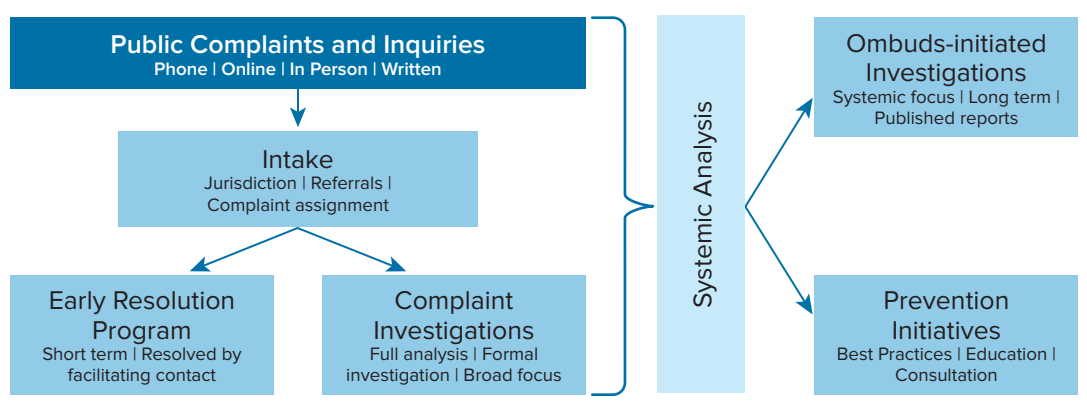 Public Complaints and Inquiries
Phone | Online | In Person | Written
Intake
Jurisdiction | Referrals |
Complaint assignment
Early Resolution
Program
Short term | Resolved by
facilitating contact
Complaint
Investigations
Full analysis | Formal
investigation | Broad focus
Systemic Analysis
Ombuds-initiated
Investigations
Systemic focus | Long term |
Published reports
Prevention
Initiatives
Best Practices | Education |
Consultation